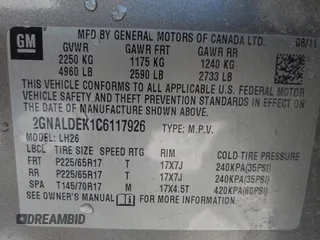 GM
MFD BY GENERAL MOTORS OF CANADA LTD. 08/11
GVWR GAWR FRT GAWR RR
2250 KG 1175 KG 1240 KG
4960 LB 2590 LB 2733 LB
THIS VEHICLE CONFORMS TO ALL APPLICABLE U.S. FEDERAL MOTOR
VEHICLE SAFETY AND THEFT PREVENTION STANDARDS IN EFFECT
ON THE DATE OF MANUFACTURE SHOWN ABOVE.
2GNALDEK1C6117926 TYPE: M.P.V.
MODEL: LH26
LBCL TIRE SIZE SPEED RTG RIM COLD-TIRE PRESSURE
FRT P225/65R17 T 17X7J 240KPA(35PSI)
RR P225/65R17 T 17X7J 240KPA(35PSI)
SPA T145/70R17 M 17X4.5T 420KPA(60PSI)
SEE OWNER'S MANUAL FOR ADDITIONAL INFORMATION
DREAMBID